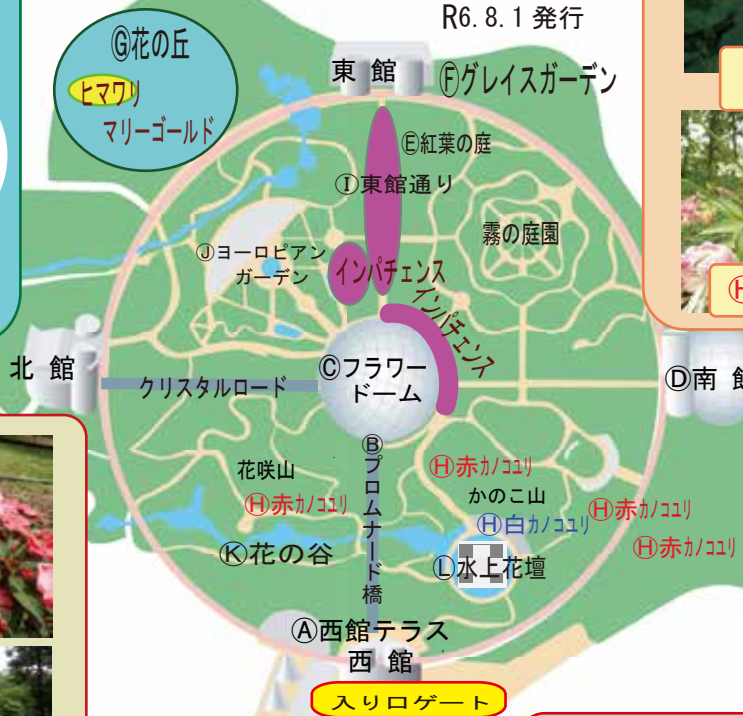 R6.8.1 発行
Ⓖ花の丘
ヒマワリ
マリーゴールド
東 館
Ⓕグレイスガーデン
Ⓔ紅葉の庭
Ⓘ東館通り
霧の庭園
Ⓙヨーロピアン
ガーデン
インパチェンス
インパチェンス
北 館
クリスタルロード
Ⓒフラワー
ドーム
Ⓓ南 館
Ⓑプロムナード橋
花咲山
Ⓗ赤カノコユリ
Ⓗ赤カノコユリ
かのこ山
Ⓗ白カノコユリ
Ⓗ赤カノコユリ
Ⓗ赤カノコユリ
Ⓚ花の谷
Ⓛ水上花壇
Ⓐ西館テラス
西 館
入り口ゲート
Ⓗ